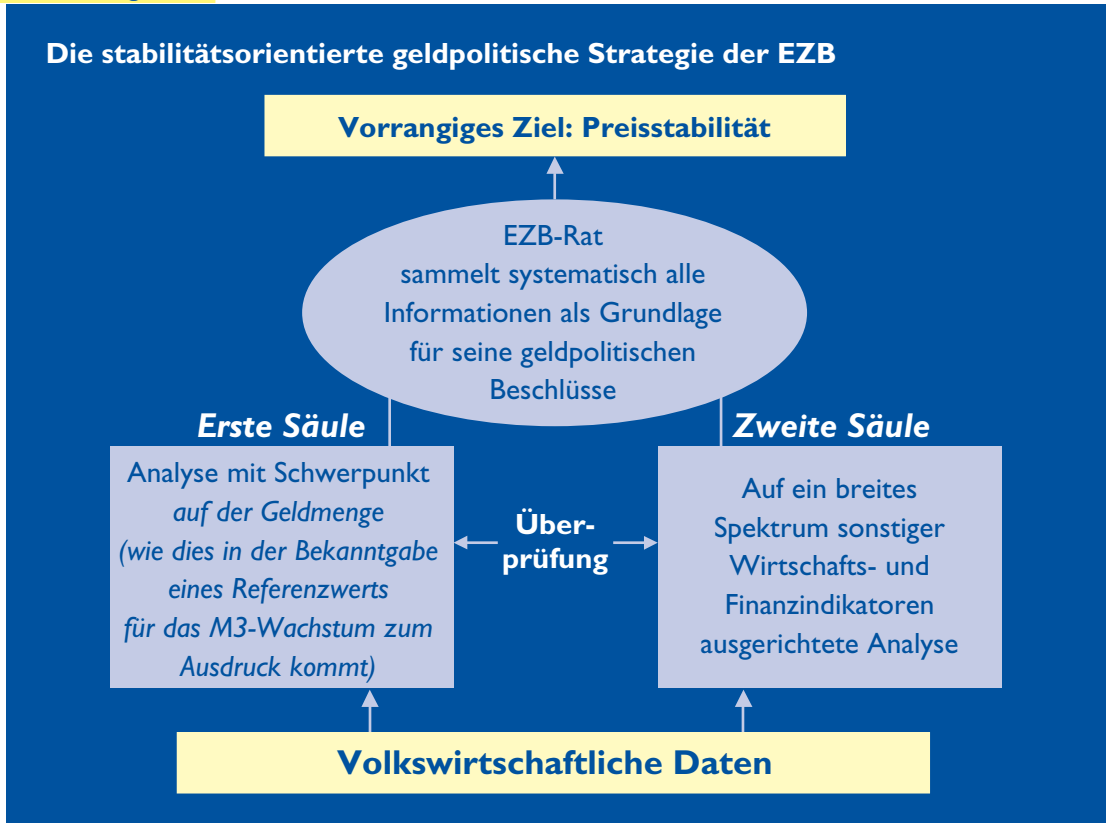 Die stabilitätsorientierte geldpolitische Strategie der EZB
Vorrangiges Ziel: Preisstabilität
EZB-Rat
sammelt systematisch alle
Informationen als Grundlage
für seine geldpolitischen
Beschlüsse
Erste Säule
Analyse mit Schwerpunkt
auf der Geldmenge
(wie dies in der Bekanntgabe
eines Referenzwerts
für das M3-Wachstum zum
Ausdruck kommt)
Über-
prüfung
Zweite Säule
Auf ein breites
Spektrum sonstiger
Wirtschafts- und
Finanzindikatoren
ausgerichtete Analyse
Volkswirtschaftliche Daten